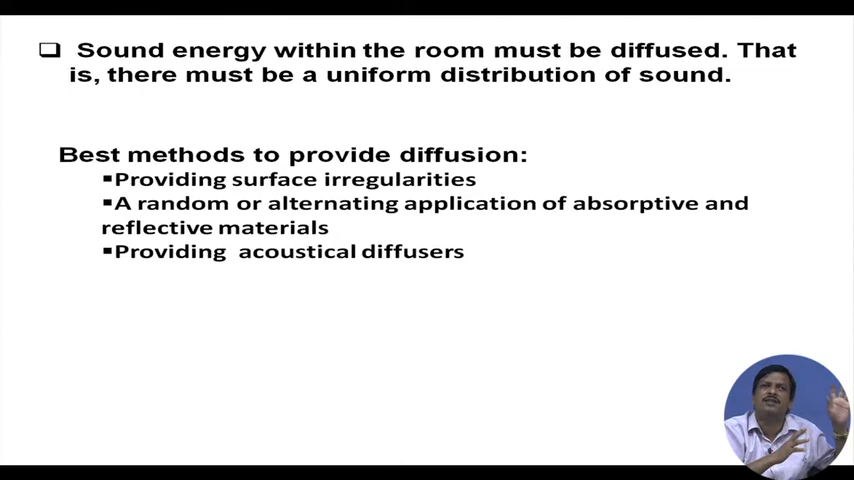 ❑ Sound energy within the room must be diffused. That
is, there must be a uniform distribution of sound.
Best methods to provide diffusion:
▪Providing surface irregularities
▪A random or alternating application of absorptive and
reflective materials
▪Providing acoustical diffusers